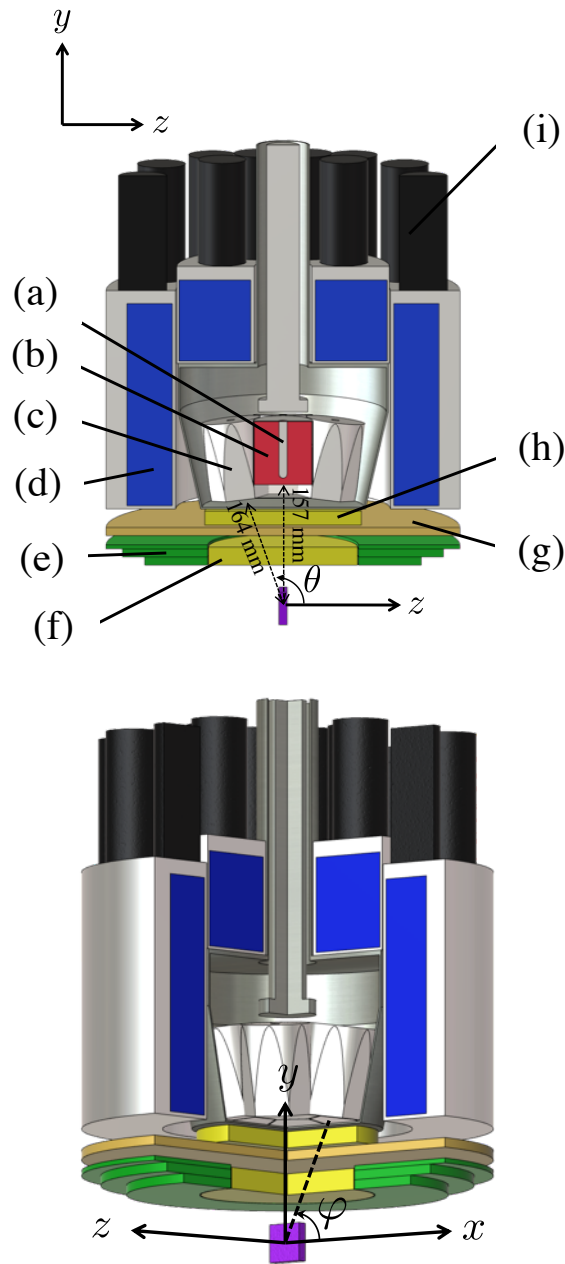 y
z
(i)
(a)
(b)
(c)
(d)
(h)
157 mm
164 mm
(e)
(g)
θ
(f)
z
y
φ
z
x